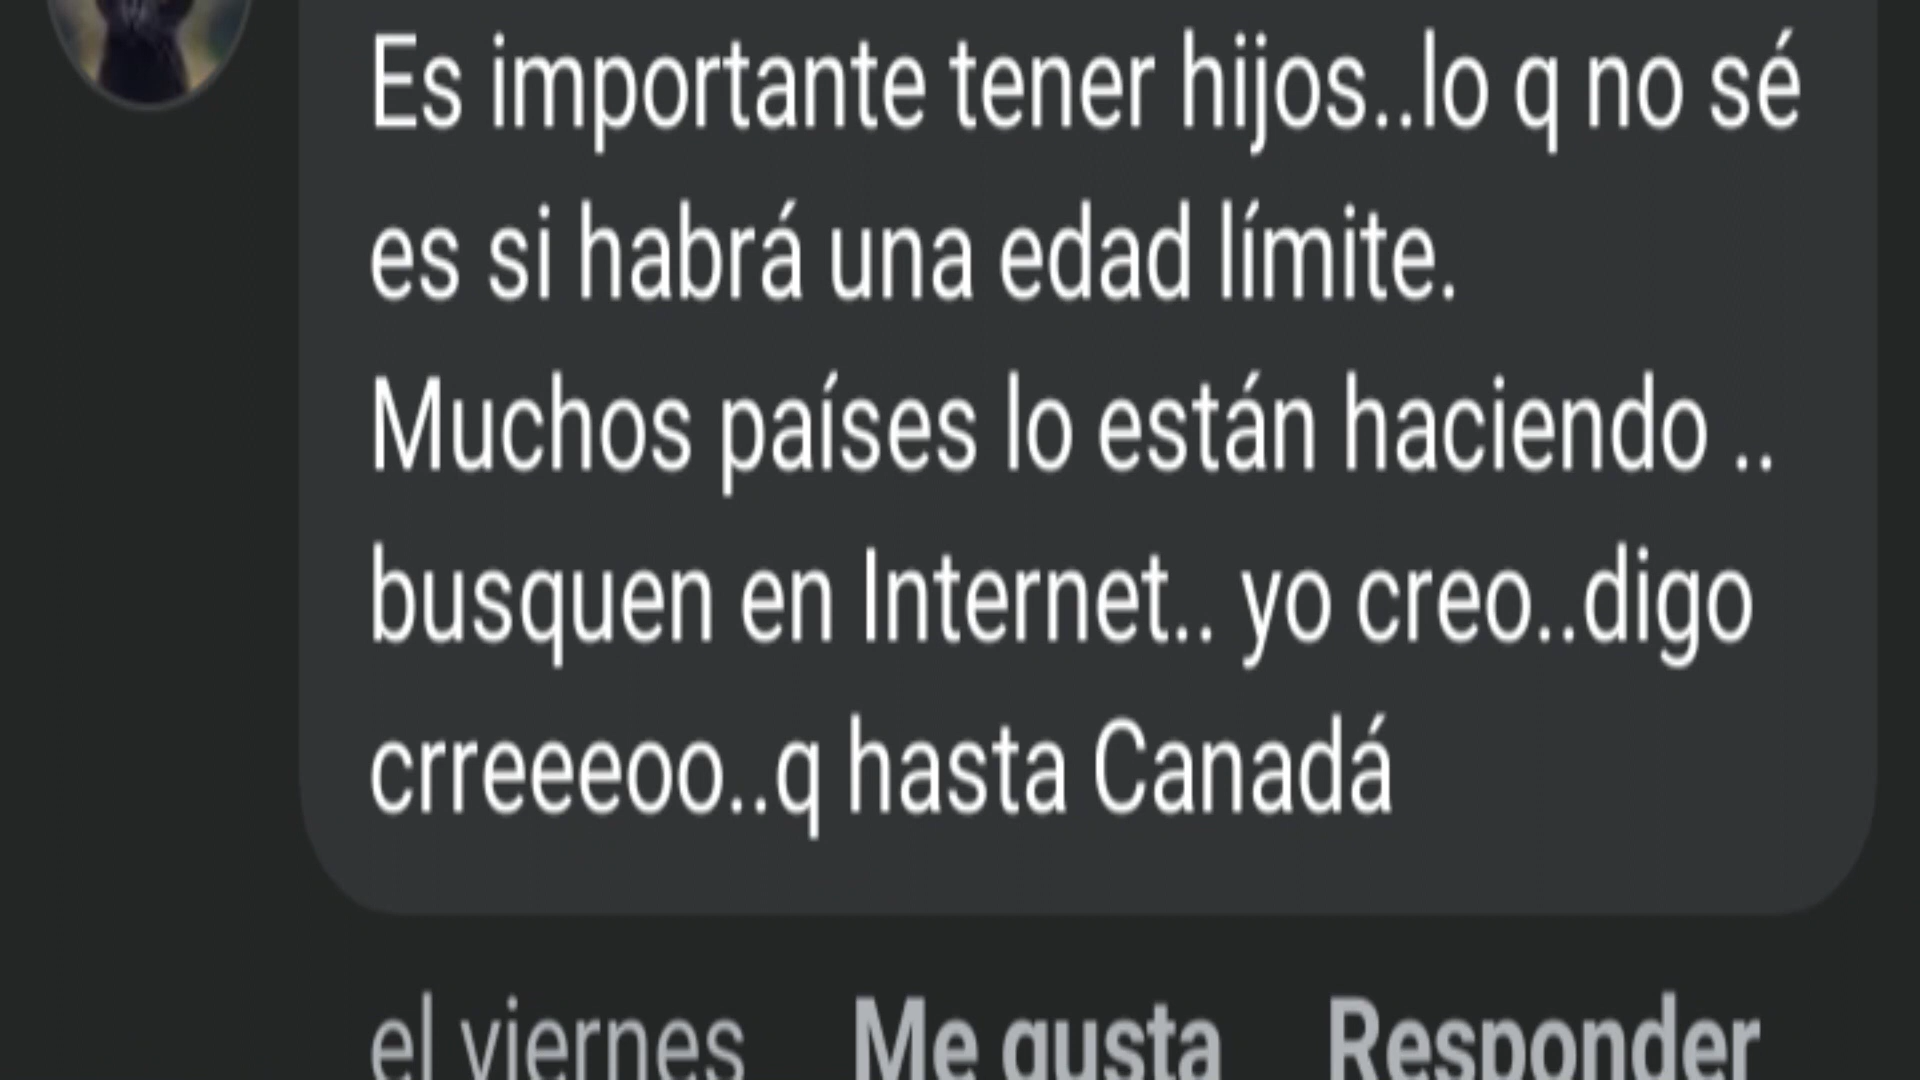 Es importante tener hijos..lo q no sé
es si habrá una edad límite.
Muchos países lo están haciendo ..
busquen en Internet.. yo creo..digo
crreeeoo..q hasta Canadá
el viernes Me gusta Responder